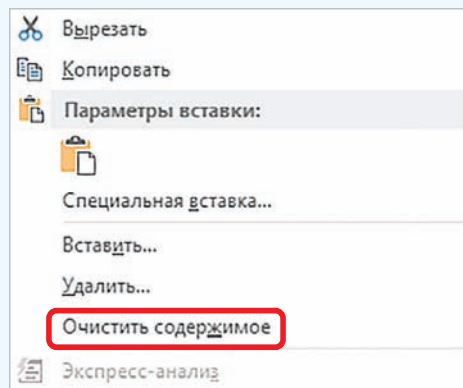 Вырезать
Копировать
Параметры вставки:
Специальная вставка...
Вставить...
Удалить...
Очистить содержимое
Экспресс-анализ